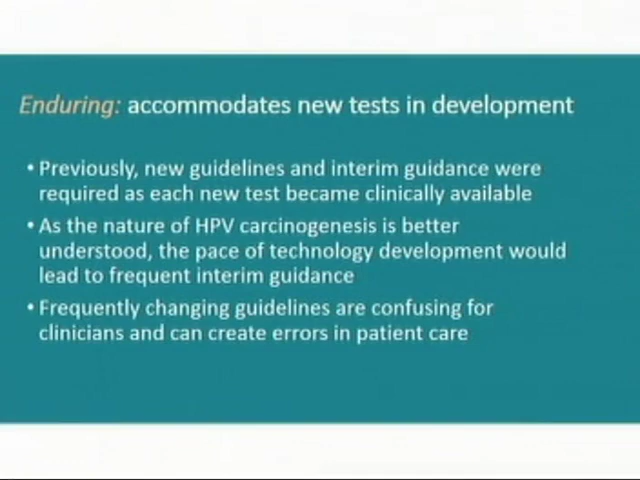 Enduring: accommodates new tests in development
• Previously, new guidelines and interim guidance were
required as each new test became clinically available
• As the nature of HPV carcinogenesis is better
understood, the pace of technology development would
lead to frequent interim guidance
• Frequently changing guidelines are confusing for
clinicians and can create errors in patient care